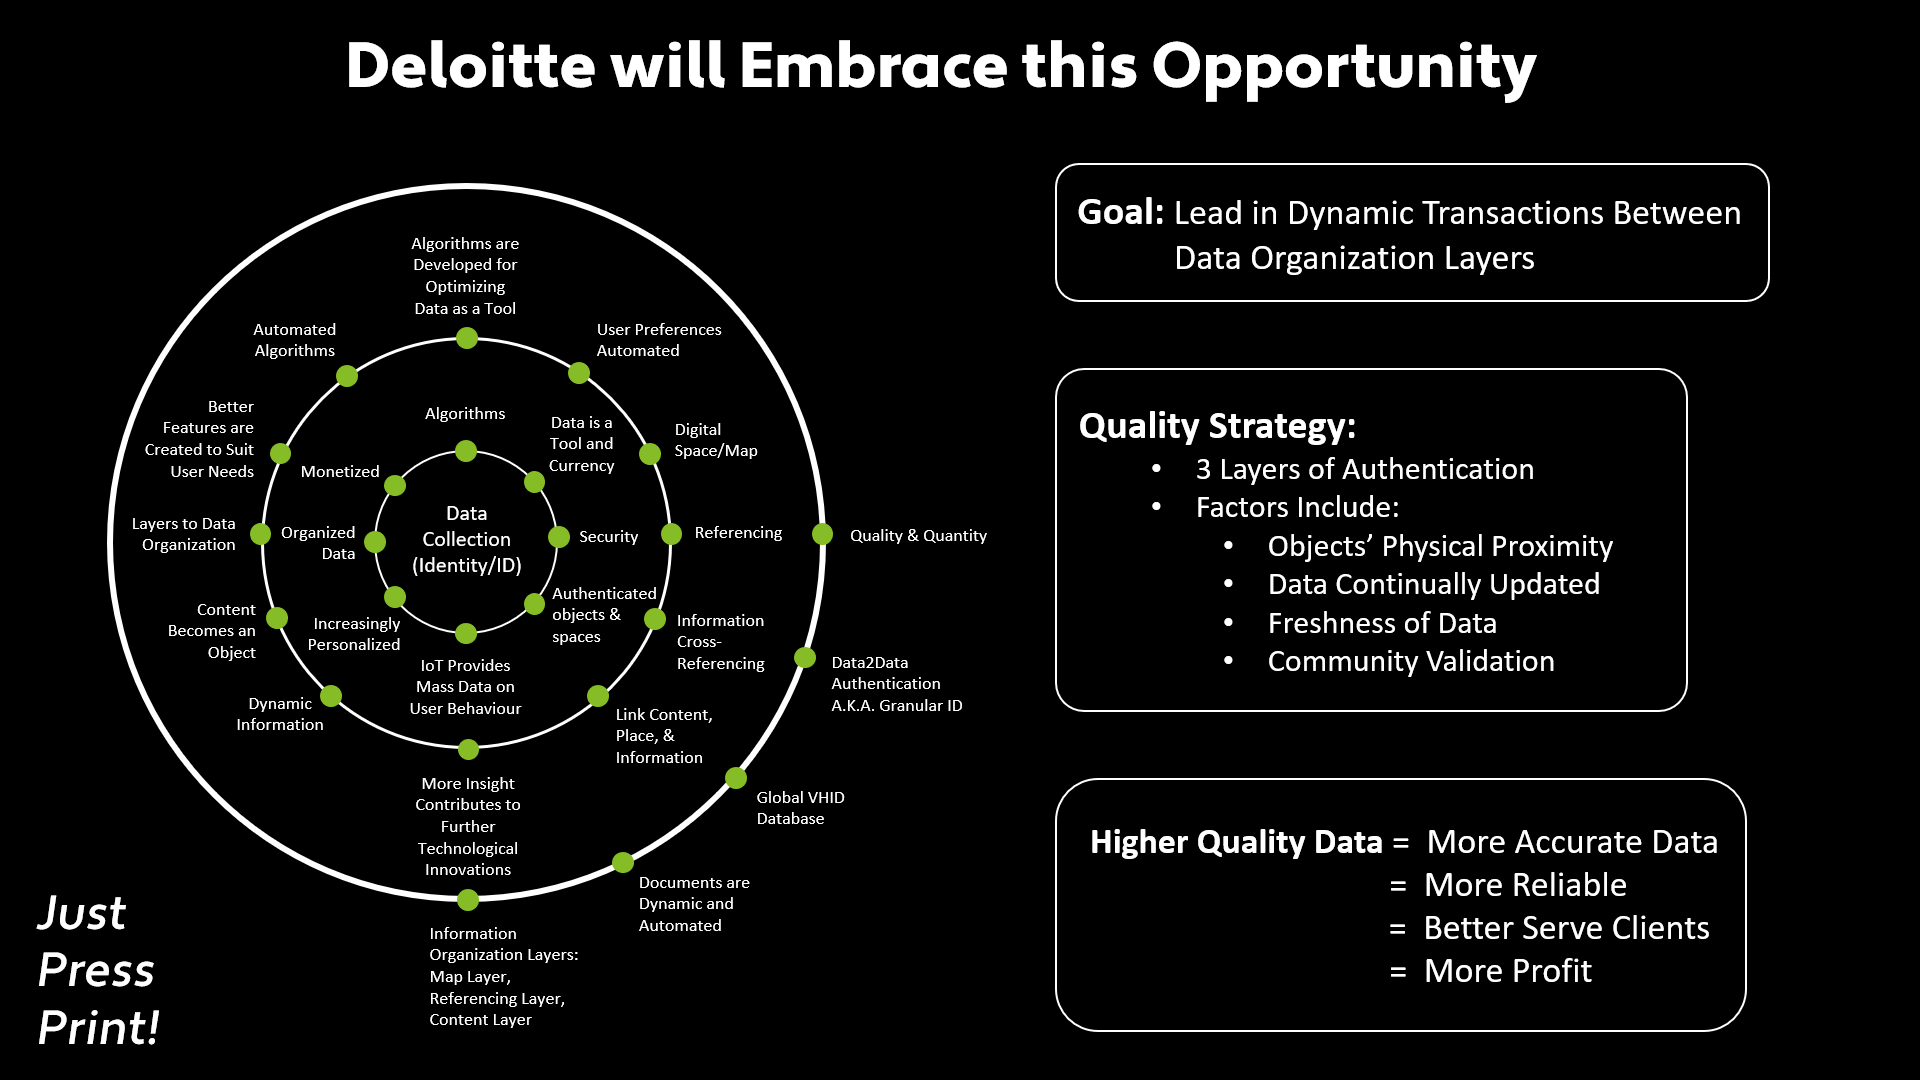 Deloitte will Embrace this Opportunity
Algorithms are
Developed for
Optimizing
Data as a Tool
Automated
Algorithms
User Preferences
Automated
Better
Features are
Created to Suit
User Needs
Monetized
Algorithms
Data is a
Tool and
Currency
Digital
Space/Map
Layers to Data
Organization
Organized
Data
Data
Collection
(Identity/ID)
Security
Referencing
Quality & Quantity
Content
Becomes an
Object
Increasingly
Personalized
Authenticated
objects &
spaces
Information
Cross-
Referencing
Dynamic
Information
IoT Provides
Mass Data on
User Behaviour
Link Content,
Place, &
Information
Data2Data
Authentication
A.K.A. Granular ID
More Insight
Contributes to
Further
Technological
Innovations
Global VHID
Database
Documents are
Dynamic and
Automated
Information
Organization Layers:
Map Layer,
Referencing Layer,
Content Layer
Just
Press
Print!
Goal: Lead in Dynamic Transactions Between
Data Organization Layers
Quality Strategy:
• 3 Layers of Authentication
• Factors Include:
• Objects’ Physical Proximity
• Data Continually Updated
• Freshness of Data
• Community Validation
Higher Quality Data = More Accurate Data
= More Reliable
= Better Serve Clients
= More Profit